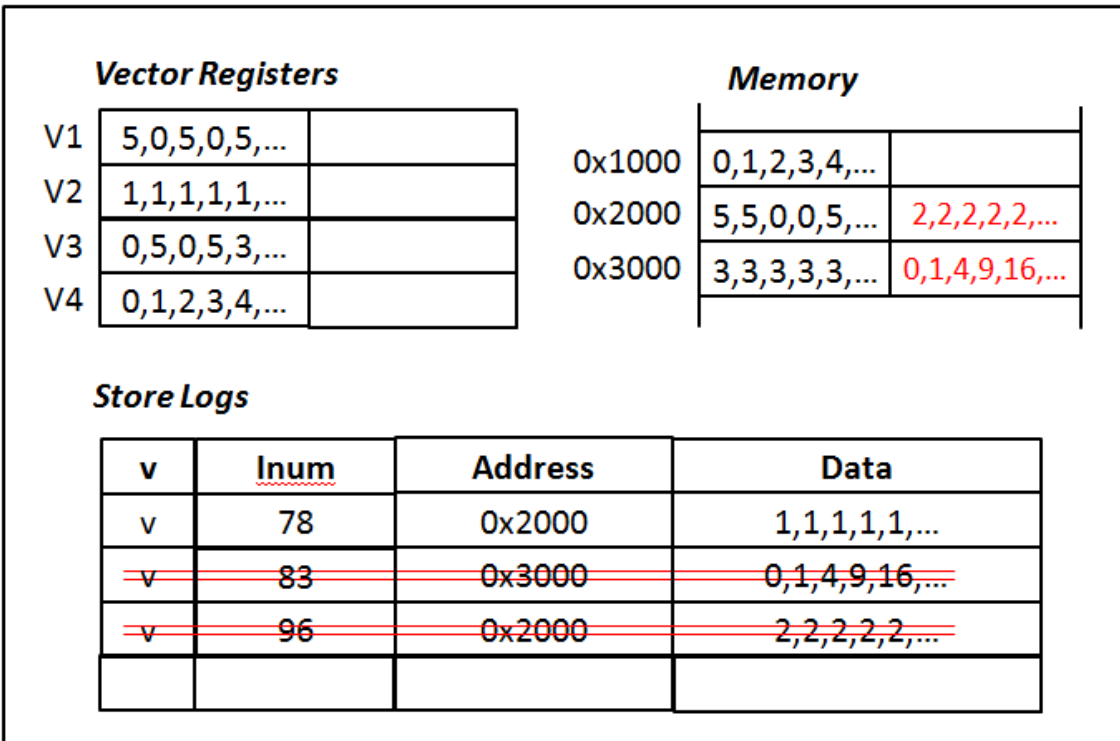 Vector Registers
V1 5,0,5,0,5,...
V2 1,1,1,1,1,...
V3 0,5,0,5,3,...
V4 0,1,2,3,4,...
Memory
0x1000 0,1,2,3,4,...
0x2000 5,5,0,0,5,... 2,2,2,2,2,...
0x3000 3,3,3,3,3,... 0,1,4,9,16,...
Store Logs
v Inum Address Data
v 78 0x2000 1,1,1,1,1,...
v 83 0x3000 0,1,4,9,16,...
v 96 0x2000 2,2,2,2,2,...